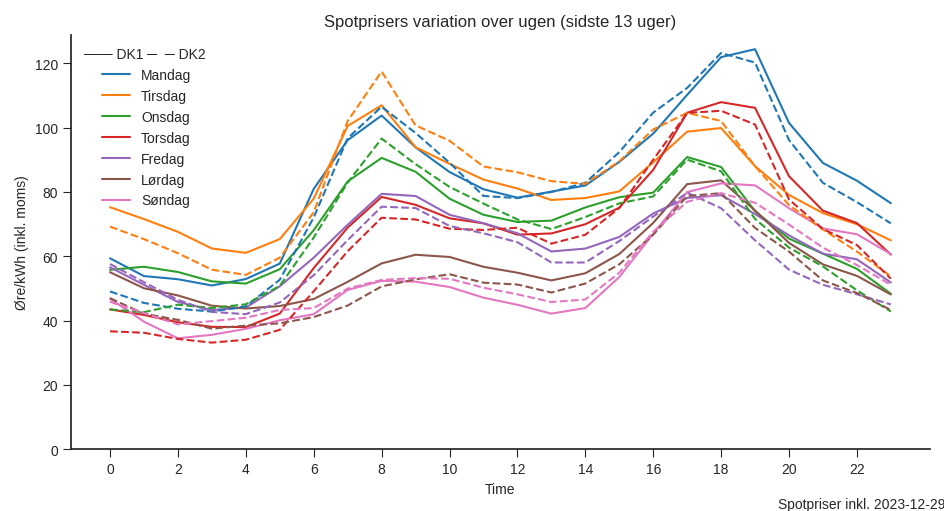 Spotprisers variation over ugen (sidste 13 uger)
DK1 DK2
Mandag
Tirsdag
Onsdag
Torsdag
Fredag
Lørdag
Søndag
Øre/kWh (inkl. moms)
120
100
80
60
40
20
0
0 2 4 6 8 10 12 14 16 18 20 22
Time
Spotpriser inkl. 2023-12-29